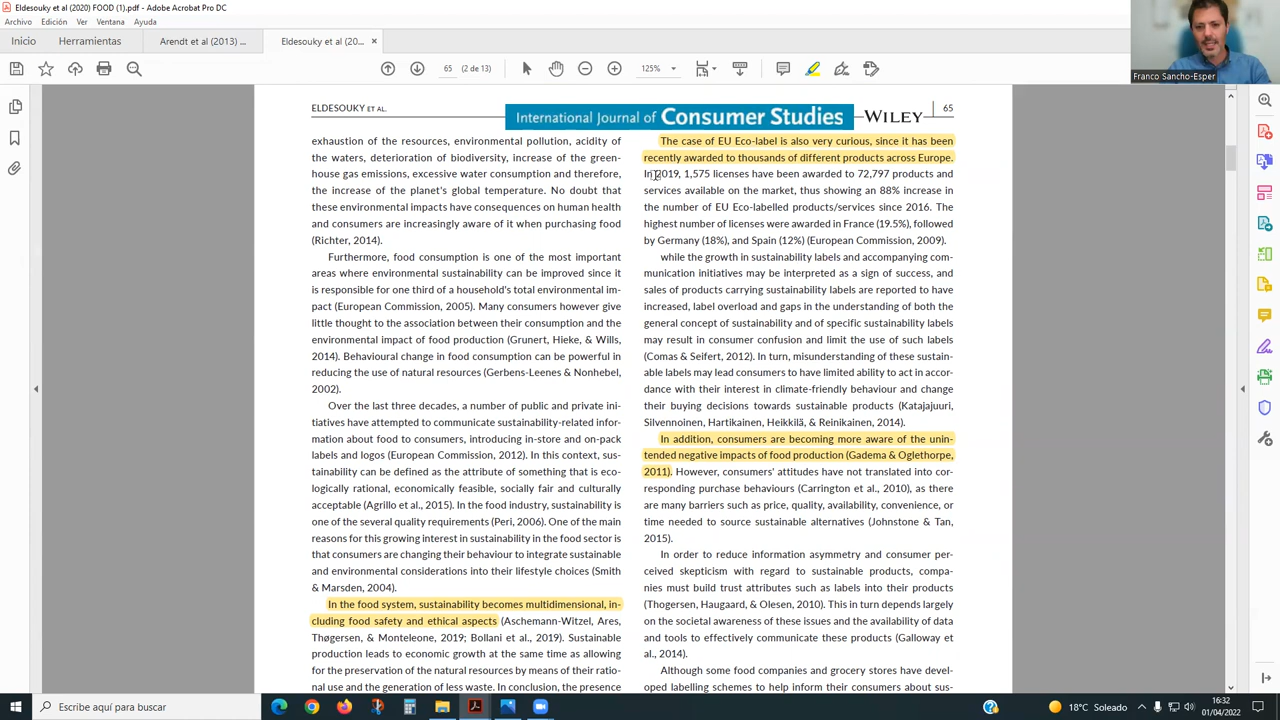 Eldesouky et al (2020) FOOD (1).pdf - Adobe Acrobat Pro DC
Archivo Edición Ver Ventana Ayuda
Inicio Herramientas Arendt et al (2013) ... Eldesouky et al (20... ×
65 (2 de 13) 125%
Franco Sancho-Esper
ELDESOUKY ET AL.
International Journal of Consumer Studies
WILEY
65
exhaustion of the resources, environmental pollution, acidity of
the waters, deterioration of biodiversity, increase of the green-
house gas emissions, excessive water consumption and therefore,
the increase of the planet's global temperature. No doubt that
these environmental impacts have consequences on human health
and consumers are increasingly aware of it when purchasing food
(Richter, 2014).
Furthermore, food consumption is one of the most important
areas where environmental sustainability can be improved since it
is responsible for one third of a household's total environmental im-
pact (European Commission, 2005). Many consumers however give
little thought to the association between their consumption and the
environmental impact of food production (Grunert, Hieke, & Wills,
2014). Behavioural change in food consumption can be powerful in
reducing the use of natural resources (Gerbens-Leenes & Nonhebel,
2002).
Over the last three decades, a number of public and private ini-
tiatives have attempted to communicate sustainability-related infor-
mation about food to consumers, introducing in-store and on-pack
labels and logos (European Commission, 2012). In this context, sus-
tainability can be defined as the attribute of something that is eco-
logically rational, economically feasible, socially fair and culturally
acceptable (Agrillo et al., 2015). In the food industry, sustainability is
one of the several quality requirements (Peri, 2006). One of the main
reasons for this growing interest in sustainability in the food sector is
that consumers are changing their behaviour to integrate sustainable
and environmental considerations into their lifestyle choices (Smith
& Marsden, 2004).
In the food system, sustainability becomes multidimensional, in-
cluding food safety and ethical aspects (Aschemann-Witzel, Ares,
Thøgersen, & Monteleone, 2019; Bollani et al., 2019). Sustainable
production leads to economic growth at the same time as allowing
for the preservation of the natural resources by means of their ratio-
nal use and the generation of less waste. In conclusion, the presence
The case of EU Eco-label is also very curious, since it has been
recently awarded to thousands of different products across Europe.
In 2019, 1,575 licenses have been awarded to 72,797 products and
services available on the market, thus showing an 88% increase in
the number of EU Eco-labelled products/services since 2016. The
highest number of licenses were awarded in France (19.5%), followed
by Germany (18%), and Spain (12%) (European Commission, 2009).
while the growth in sustainability labels and accompanying com-
munication initiatives may be interpreted as a sign of success, and
sales of products carrying sustainability labels are reported to have
increased, label overload and gaps in the understanding of both the
general concept of sustainability and of specific sustainability labels
may result in consumer confusion and limit the use of such labels
(Comas & Seifert, 2012). In turn, misunderstanding of these sustain-
able labels may lead consumers to have limited ability to act in accor-
dance with their interest in climate-friendly behaviour and change
their buying decisions towards sustainable products (Katajajuuri,
Silvennoinen, Hartikainen, Heikkilä, & Reinikainen, 2014).
In addition, consumers are becoming more aware of the unin-
tended negative impacts of food production (Gadema & Oglethorpe,
2011). However, consumers' attitudes have not translated into cor-
responding purchase behaviours (Carrington et al., 2010), as there
are many barriers such as price, quality, availability, convenience, or
time needed to source sustainable alternatives (Johnstone & Tan,
2015).
In order to reduce information asymmetry and consumer per-
ceived skepticism with regard to sustainable products, compa-
nies must build trust attributes such as labels into their products
(Thogersen, Haugaard, & Olesen, 2010). This in turn depends largely
on the societal awareness of these issues and the availability of data
and tools to effectively communicate these products (Galloway et
al., 2014).
Although some food companies and grocery stores have devel-
oped labelling schemes to help inform their consumers about sus-
Escribe aquí para buscar
18°C Soleado
16:32
01/04/2022